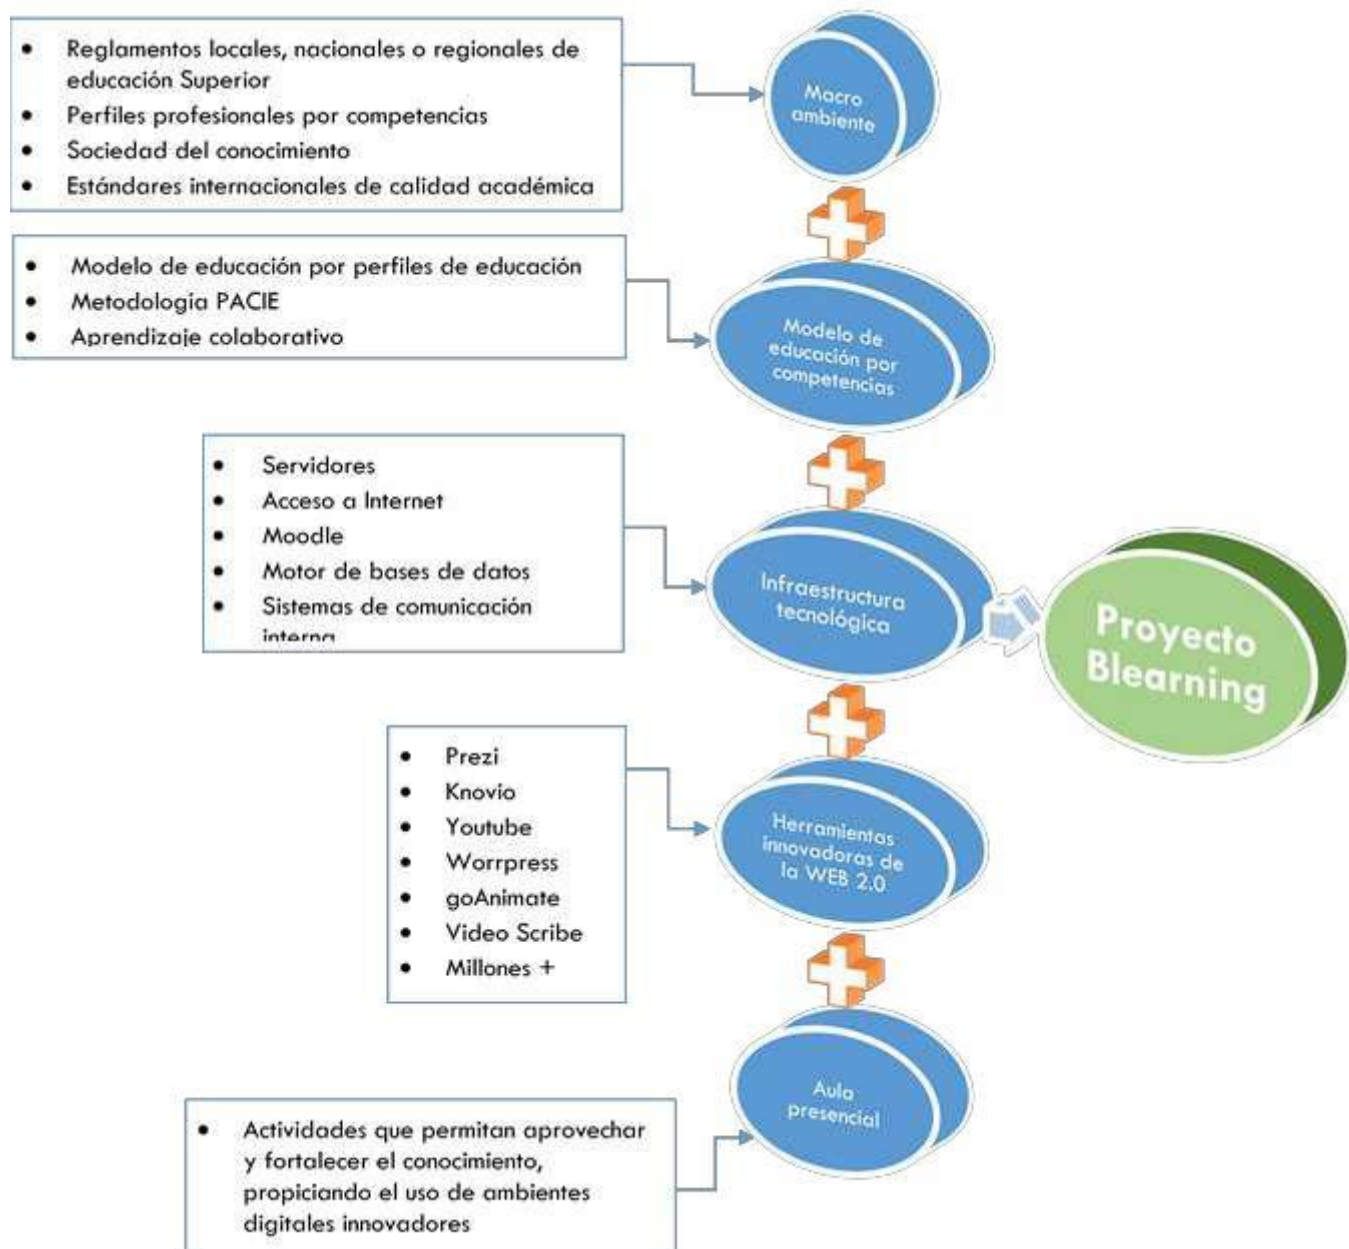 • Reglamentos locales, nacionales o regionales de
educación Superior
• Perfiles profesionales por competencias
• Sociedad del conocimiento
• Estándares internacionales de calidad académica
Macro
ambiente
• Modelo de educación por perfiles de educación
• Metodología PACIE
• Aprendizaje colaborativo
Modelo de
educación por
competencias
• Servidores
• Acceso a Internet
• Moodle
• Motor de bases de datos
• Sistemas de comunicación
interna
Infraestructura
tecnológica
Proyecto
Blearning
• Prezi
• Knovio
• Youtube
• Worrpress
• goAnimate
• Video Scribe
• Millones +
Herramientas
innovadoras de
la WEB 2.0
Aula
presencial
• Actividades que permitan aprovechar
y fortalecer el conocimiento,
propiciando el uso de ambientes
digitales innovadores